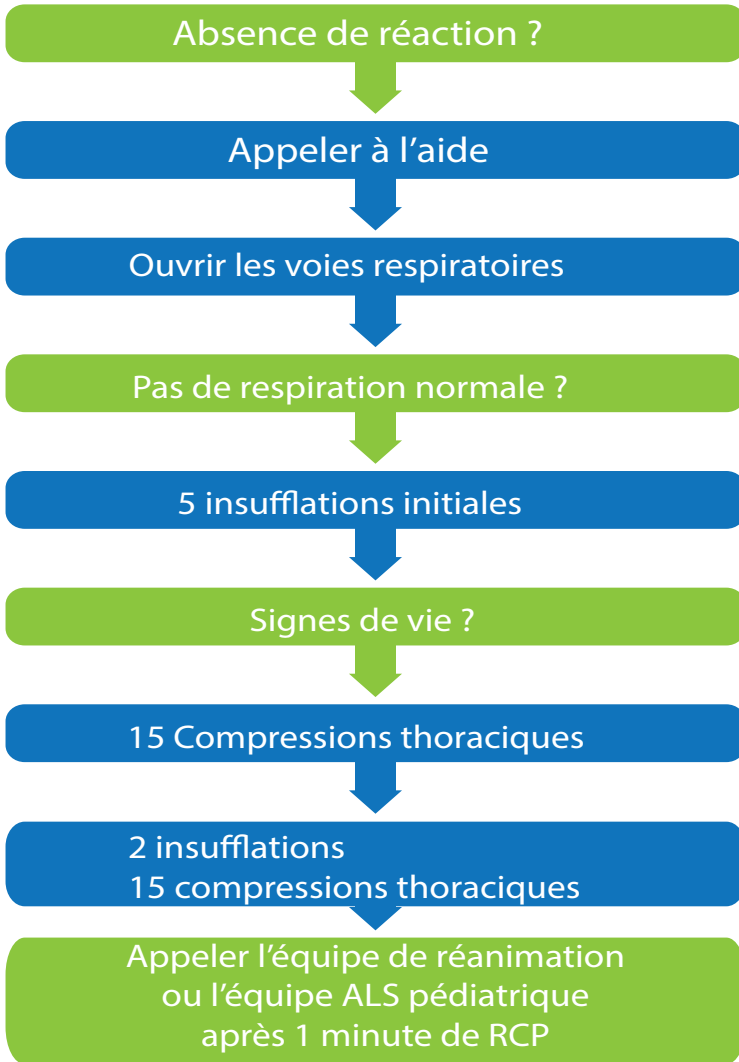 Absence de réaction ?
Appeler à l’aide
Ouvrir les voies respiratoires
Pas de respiration normale ?
5 insufflations initiales
Signes de vie ?
15 Compressions thoraciques
2 insufflations
15 compressions thoraciques
Appeler l’équipe de réanimation
ou l’équipe ALS pédiatrique
après 1 minute de RCP